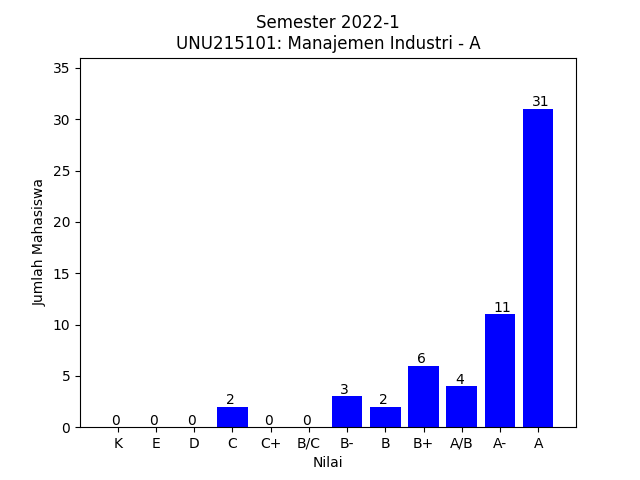 Semester 2022-1
UNU215101: Manajemen Industri - A
35
30
25
20
15
10
5
0
Jumlah Mahasiswa
0 0 0 2 0 0 3 2 6 4 11 31
K E D C C+ B/C B- B B+ A/B A- A
Nilai